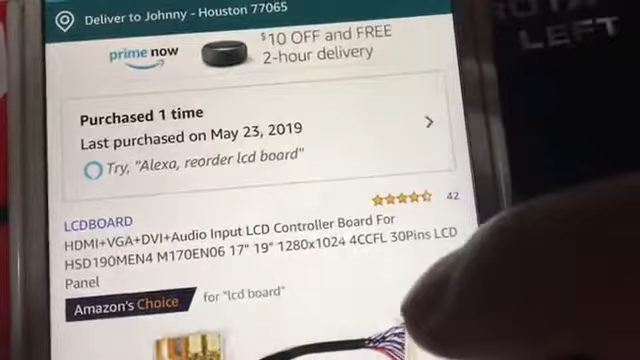 Deliver to Johnny - Houston 77065
prime now
$10 OFF and FREE
2-hour delivery
Purchased 1 time
Last purchased on May 23, 2019
Try, "Alexa, reorder lcd board"
42
LCDBOARD
HDMI+VGA+DVI+Audio Input LCD Controller Board For
HSD190MEN4 M170EN06 17" 19" 1280x1024 4CCFL 30Pins LCD
Panel
Amazon's Choice for "lcd board"
LEFT